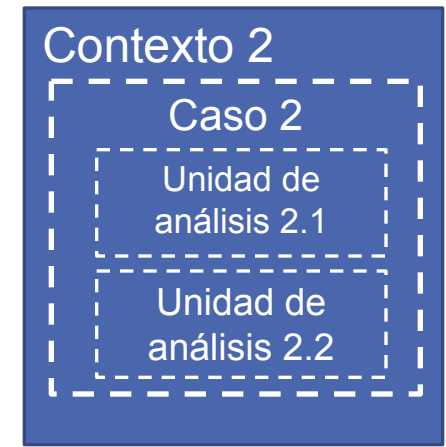 Contexto 2
Caso 2
Unidad de
análisis 2.1
Unidad de
análisis 2.2